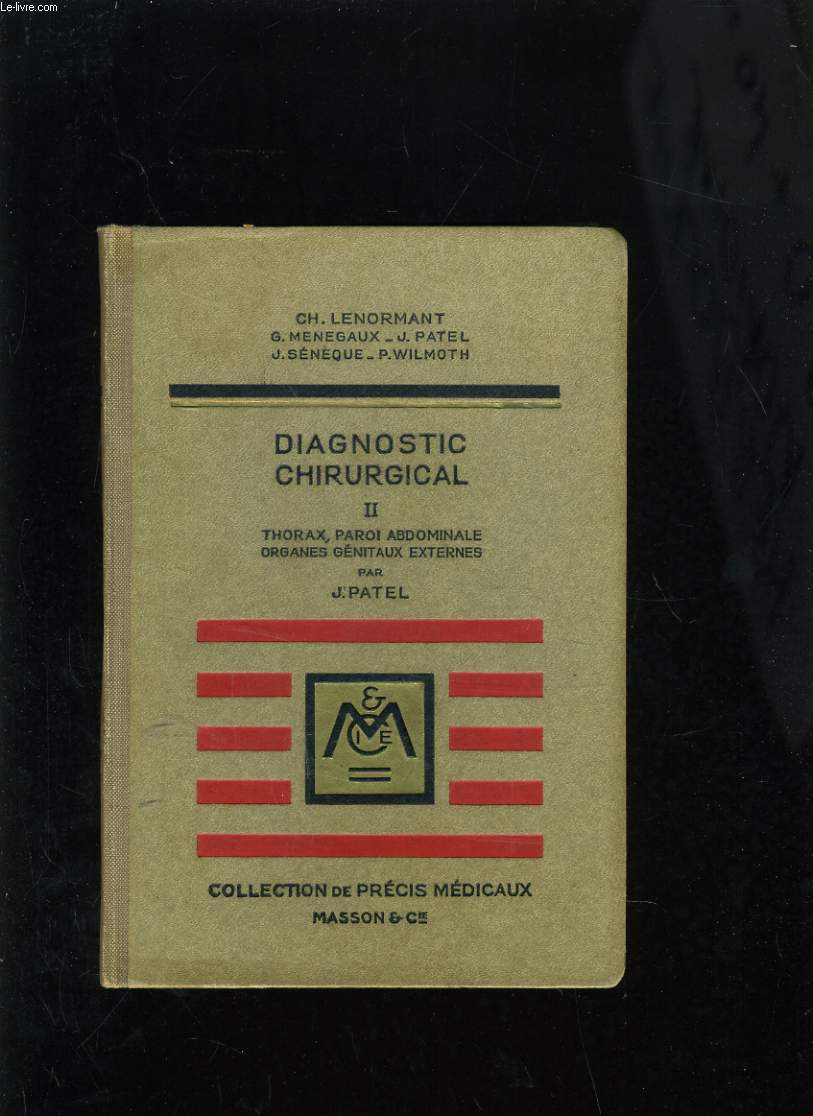 Le-livre.com
CH. LENORMANT
G. MENEGAUX _ J. PATEL
J. SÉNÈQUE _ P. WILMOTH
DIAGNOSTIC
CHIRURGICAL
II
THORAX, PAROI ABDOMINALE
ORGANES GÉNITAUX EXTERNES
PAR
J. PATEL
&
M
CIE
COLLECTION DE PRÉCIS MÉDICAUX
MASSON & CIE